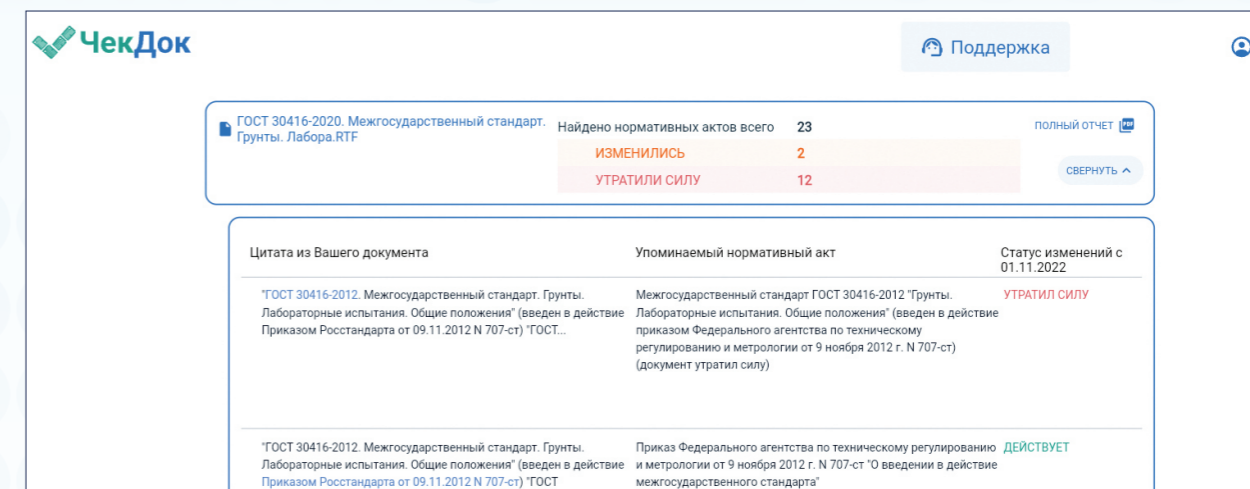 ЧекДок
Поддержка
ГОСТ 30416-2020. Межгосударственный стандарт.
Грунты. Лабора.RTF
Найдено нормативных актов всего 23
ИЗМЕНИЛИСЬ 2
УТРАТИЛИ СИЛУ 12
ПОЛНЫЙ ОТЧЕТ PDF
СВЕРНУТЬ
Цитата из Вашего документа
Упоминаемый нормативный акт
Статус изменений с
01.11.2022
"ГОСТ 30416-2012. Межгосударственный стандарт. Грунты.
Лабораторные испытания. Общие положения" (введен в действие
Приказом Росстандарта от 09.11.2012 N 707-ст) "ГОСТ...
Межгосударственный стандарт ГОСТ 30416-2012 "Грунты.
Лабораторные испытания. Общие положения" (введен в действие
приказом Федерального агентства по техническому
регулированию и метрологии от 9 ноября 2012 г. N 707-ст)
(документ утратил силу)
УТРАТИЛ СИЛУ
"ГОСТ 30416-2012. Межгосударственный стандарт. Грунты.
Лабораторные испытания. Общие положения" (введен в действие
Приказом Росстандарта от 09.11.2012 N 707-ст) "ГОСТ
Приказ Федерального агентства по техническому регулированию
и метрологии от 9 ноября 2012 г. N 707-ст "О введении в действие
межгосударственного стандарта"
ДЕЙСТВУЕТ